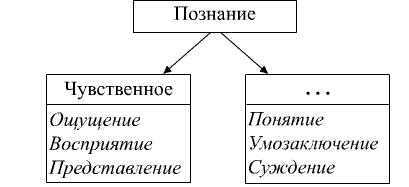 Познание
Чувственное
Ощущение
Восприятие
Представление
...
Понятие
Умозаключение
Суждение